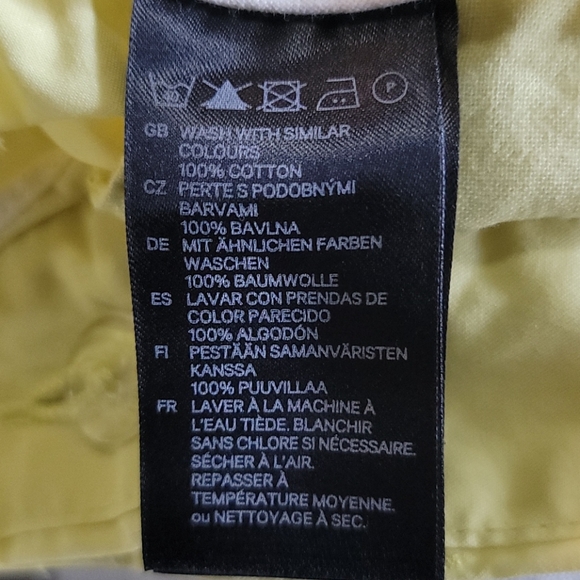 P
GB WASH WITH SIMILAR
COLOURS
100% COTTON
CZ PERTE S PODOBNÝMI
BARVAMI
100% BAVLNA
DE MIT ÄHNLICHEN FARBEN
WASCHEN
100% BAUMWOLLE
ES LAVAR CON PRENDAS DE
COLOR PARECIDO
100% ALGODÓN
FI PESTÄÄN SAMANVÄRISTEN
KANSSA
100% PUUVILLAA
FR LAVER À LA MACHINE À
L'EAU TIÈDE. BLANCHIR
SANS CHLORE SI NÉCESSAIRE.
SÉCHER À L'AIR.
REPASSER À
TEMPÉRATURE MOYENNE.
ou NETTOYAGE À SEC.